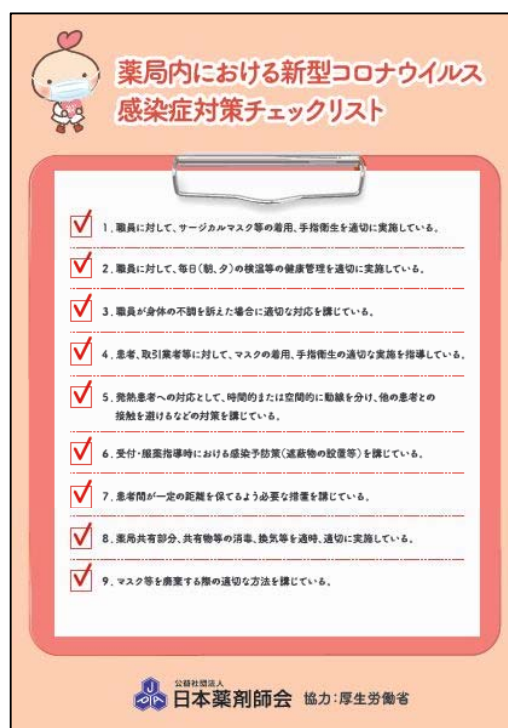 薬局内における新型コロナウイルス
感染症対策チェックリスト
1. 職員に対して、サージカルマスク等の着用、手指衛生を適切に実施している。
2. 職員に対して、毎日(朝、夕)の検温等の健康管理を適切に実施している。
3. 職員が身体の不調を訴えた場合に適切な対応を講じている。
4. 患者、取引業者等に対して、マスクの着用、手指衛生の適切な実施を指導している。
5. 発熱患者への対応として、時間的または空間的に動線を分け、他の患者との
接触を避けるなどの対策を講じている。
6. 受付・服薬指導時における感染予防策(遮蔽物の設置等)を講じている。
7. 患者間が一定の距離を保てるよう必要な措置を講じている。
8. 薬局共有部分、共有物等の消毒、換気等を適時、適切に実施している。
9. マスク等を廃棄する際の適切な方法を講じている。
公益社団法人
日本薬剤師会 協力:厚生労働省